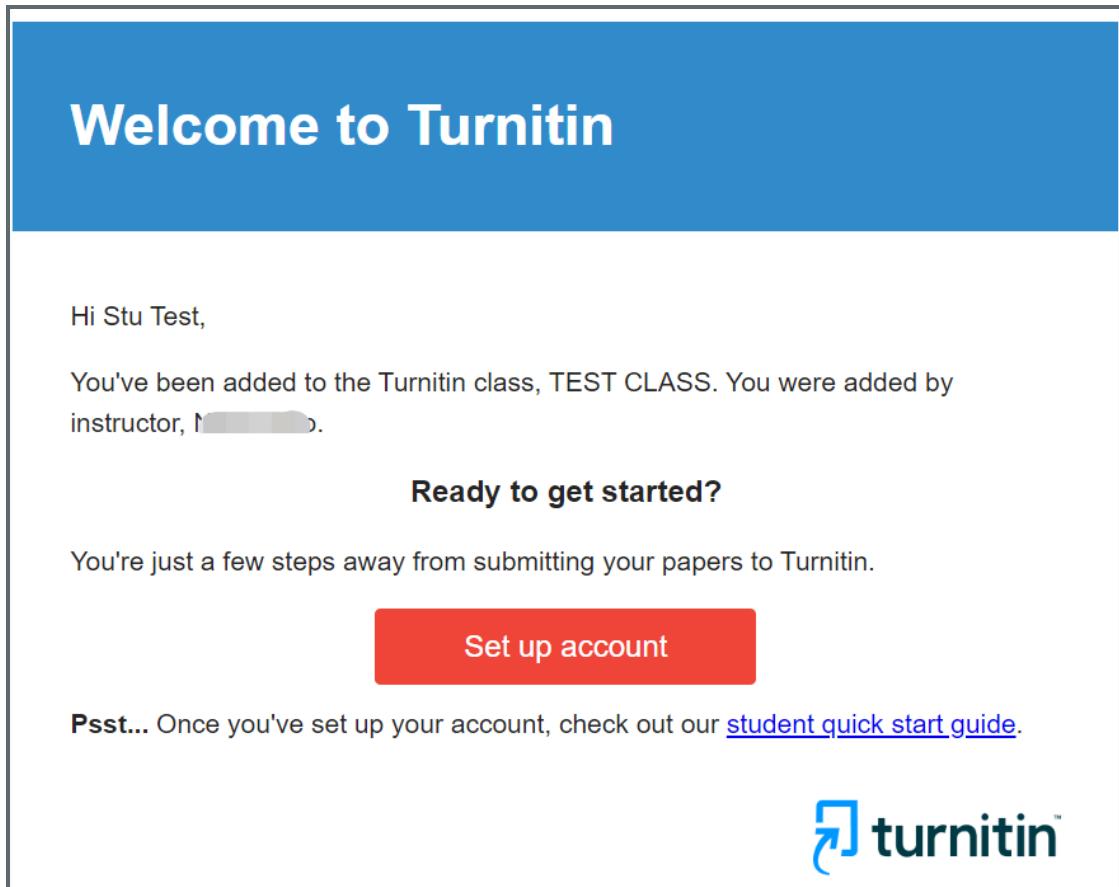 Welcome to Turnitin
Hi Stu Test,
You've been added to the Turnitin class, TEST CLASS. You were added by
instructor,
Ready to get started?
You're just a few steps away from submitting your papers to Turnitin.
Set up account
Psst... Once you've set up your account, check out our student quick start guide.
turnitin™